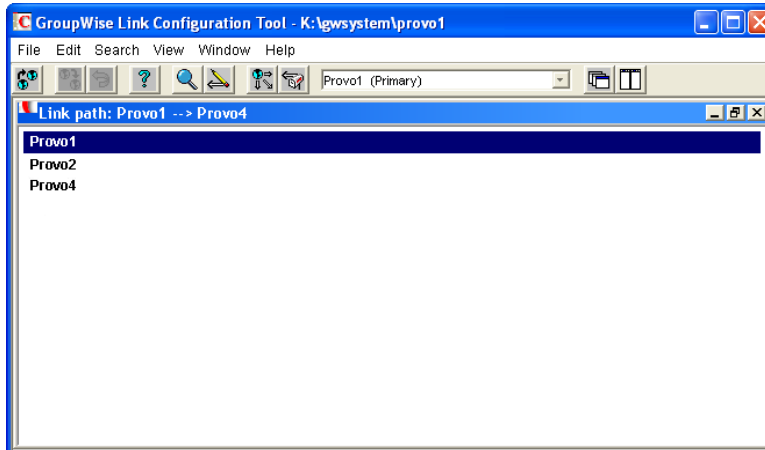 GroupWise Link Configuration Tool - K:\gwsystem\provo1
File Edit Search View Window Help
Provo1 (Primary)
Link path: Provo1 --> Provo4
Provo1
Provo2
Provo4